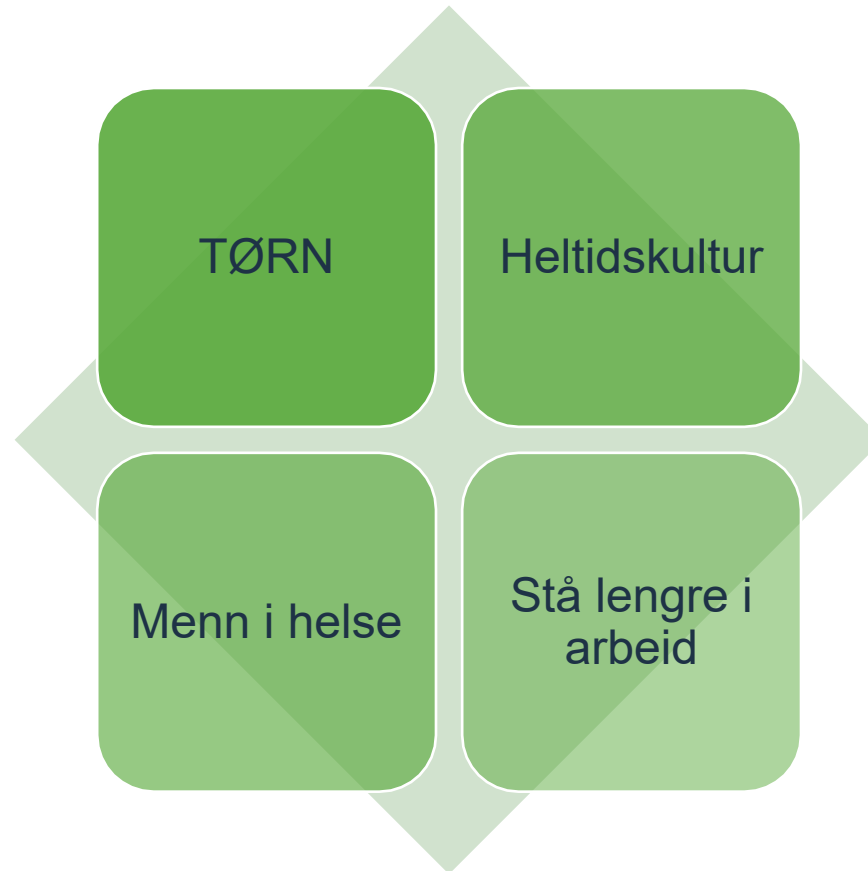 TØRN
Heltidskultur
Menn i helse
Stå lengre i
arbeid